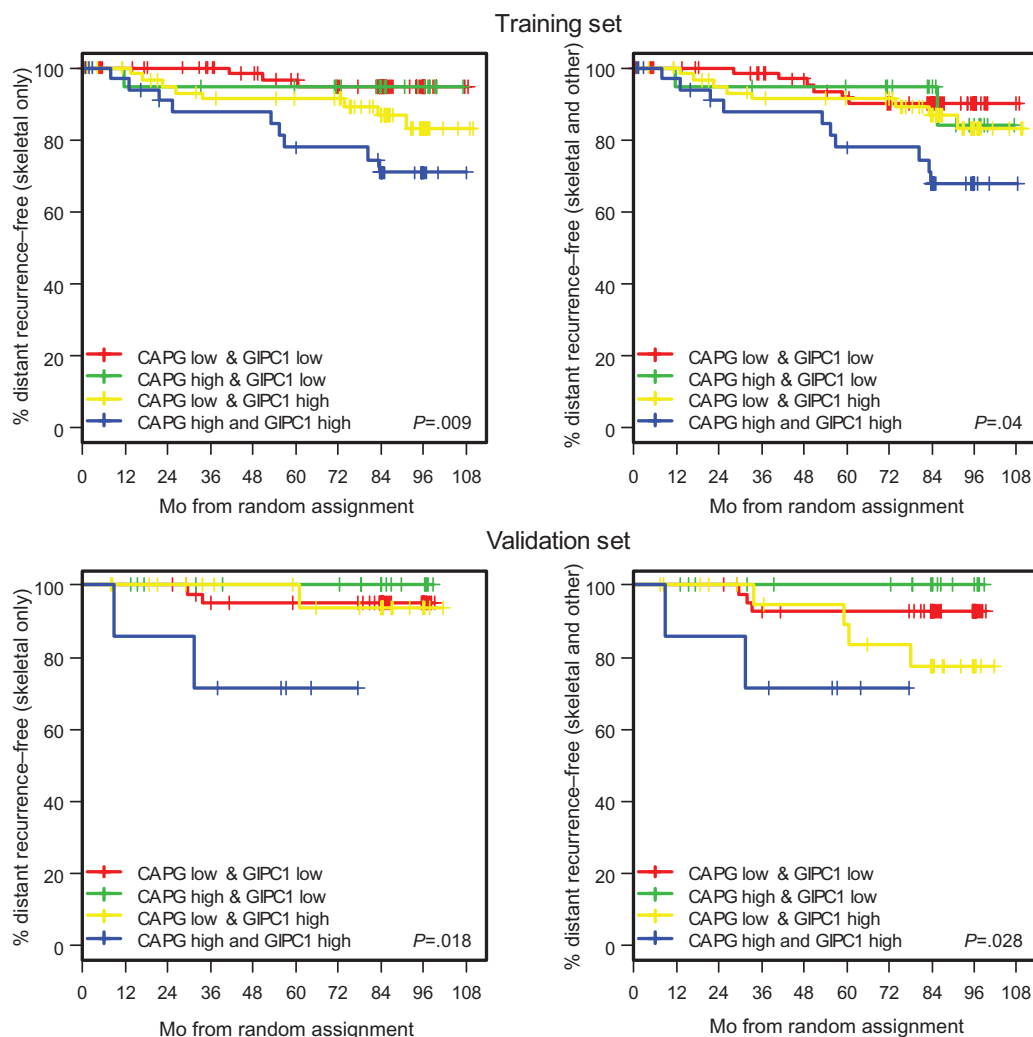 Training set
% distant recurrence–free (skeletal only)
100
80
60
40
20
0
CAPG low & GIPC1 low
CAPG high & GIPC1 low
CAPG low & GIPC1 high
CAPG high and GIPC1 high
P=.009
0 12 24 36 48 60 72 84 96 108
Mo from random assignment
% distant recurrence–free (skeletal and other)
100
80
60
40
20
0
CAPG low & GIPC1 low
CAPG high & GIPC1 low
CAPG low & GIPC1 high
CAPG high and GIPC1 high
P=.04
0 12 24 36 48 60 72 84 96 108
Mo from random assignment
Validation set
% distant recurrence–free (skeletal only)
100
80
60
40
20
0
CAPG low & GIPC1 low
CAPG high & GIPC1 low
CAPG low & GIPC1 high
CAPG high and GIPC1 high
P=.018
0 12 24 36 48 60 72 84 96 108
Mo from random assignment
% distant recurrence–free (skeletal and other)
100
80
60
40
20
0
CAPG low & GIPC1 low
CAPG high & GIPC1 low
CAPG low & GIPC1 high
CAPG high and GIPC1 high
P=.028
0 12 24 36 48 60 72 84 96 108
Mo from random assignment